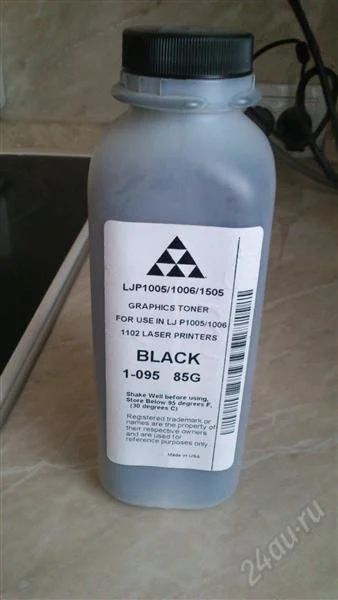 LJP1005/1006/1505
GRAPHICS TONER
FOR USE IN LJ P1005/1006
1102 LASER PRINTERS
BLACK
1-095 85G
Shake Well before using,
Store Below 95 degrees F,
(30 degrees C)
Registered trademark or
names are the property of
their respective owners
and are used for
reference purposes only
Made in USA
24au.ru